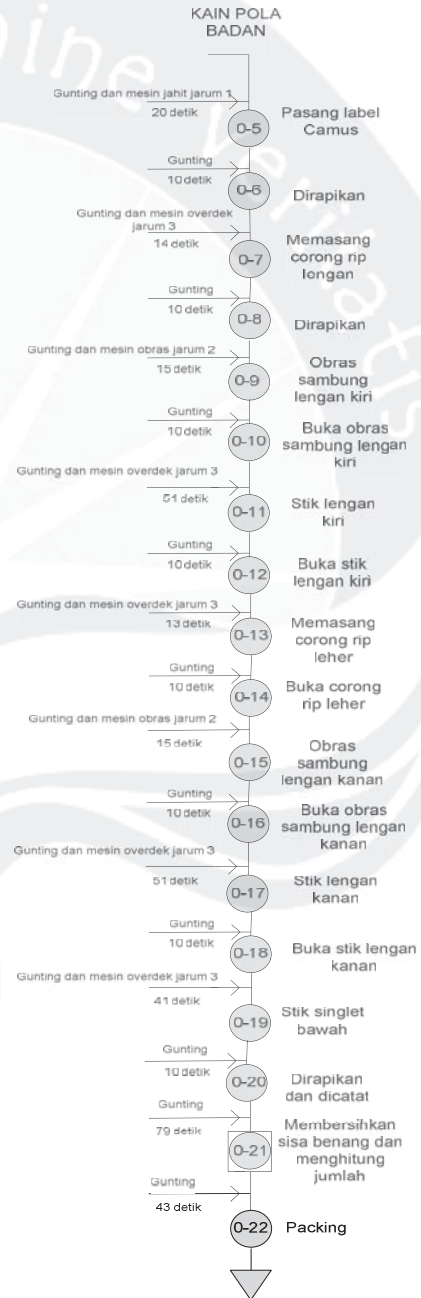 KAIN POLA
BADAN
Gunting dan mesin jahit jarum 1
20 detik
0-5
Pasang label
Camus
Gunting
10 detik
0-6
Dirapikan
Gunting dan mesin overdek
jarum 3
14 detik
0-7
Memasang
corong rip
lengan
Gunting
10 detik
0-8
Dirapikan
Gunting dan mesin obras jarum 2
15 detik
0-9
Obras
sambung
lengan kiri
Gunting
10 detik
0-10
Buka obras
sambung lengan
kiri
Gunting dan mesin overdek jarum 3
51 detik
0-11
Stik lengan
kiri
Gunting
10 detik
0-12
Buka stik
lengan kiri
Gunting dan mesin overdek jarum 3
13 detik
0-13
Memasang
corong rip
leher
Gunting
10 detik
0-14
Buka corong
rip leher
Gunting dan mesin obras jarum 2
15 detik
0-15
Obras
sambung
lengan kanan
Gunting
10 detik
0-16
Buka obras
sambung lengan
kanan
Gunting dan mesin overdek jarum 3
51 detik
0-17
Stik lengan
kanan
Gunting
10 detik
0-18
Buka stik lengan
kanan
Gunting dan mesin overdek jarum 3
41 detik
0-19
Stik singlet
bawah
Gunting
10 detik
0-20
Dirapikan
dan dicatat
Gunting
79 detik
0-21
Membersihkan
sisa benang dan
menghitung
jumlah
Gunting
43 detik
0-22
Packing